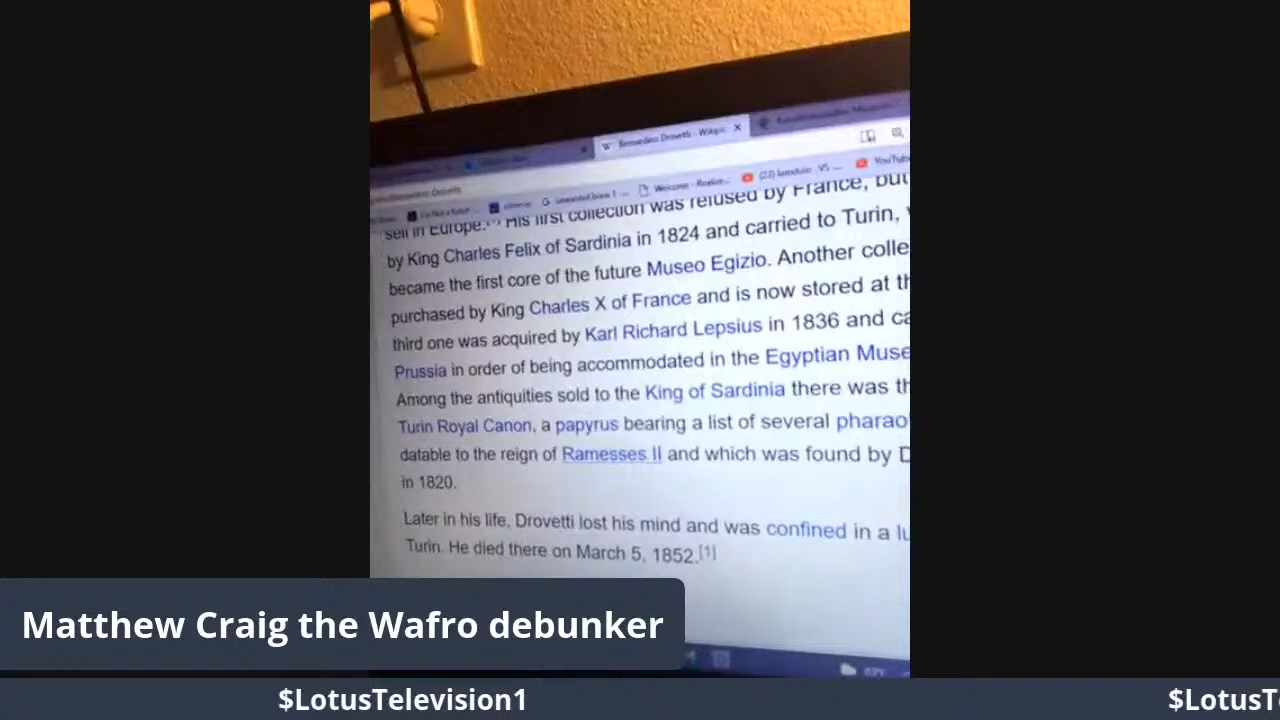 W Bernardino Drovetti - Wikip
Welcome -
(23) YouTube
sell in Europe. His first collection was refused by France, but
by King Charles Felix of Sardinia in 1824 and carried to Turin,
became the first core of the future Museo Egizio. Another colle
purchased by King Charles X of France and is now stored at th
third one was acquired by Karl Richard Lepsius in 1836 and ca
Prussia in order of being accommodated in the Egyptian Muse
Among the antiquities sold to the King of Sardinia there was th
Turin Royal Canon, a papyrus bearing a list of several pharao
datable to the reign of Ramesses II and which was found by D
in 1820.
Later in his life, Drovetti lost his mind and was confined in a lu
Turin. He died there on March 5, 1852.[1]
Matthew Craig the Wafro debunker
$LotusTelevision1 $LotusT